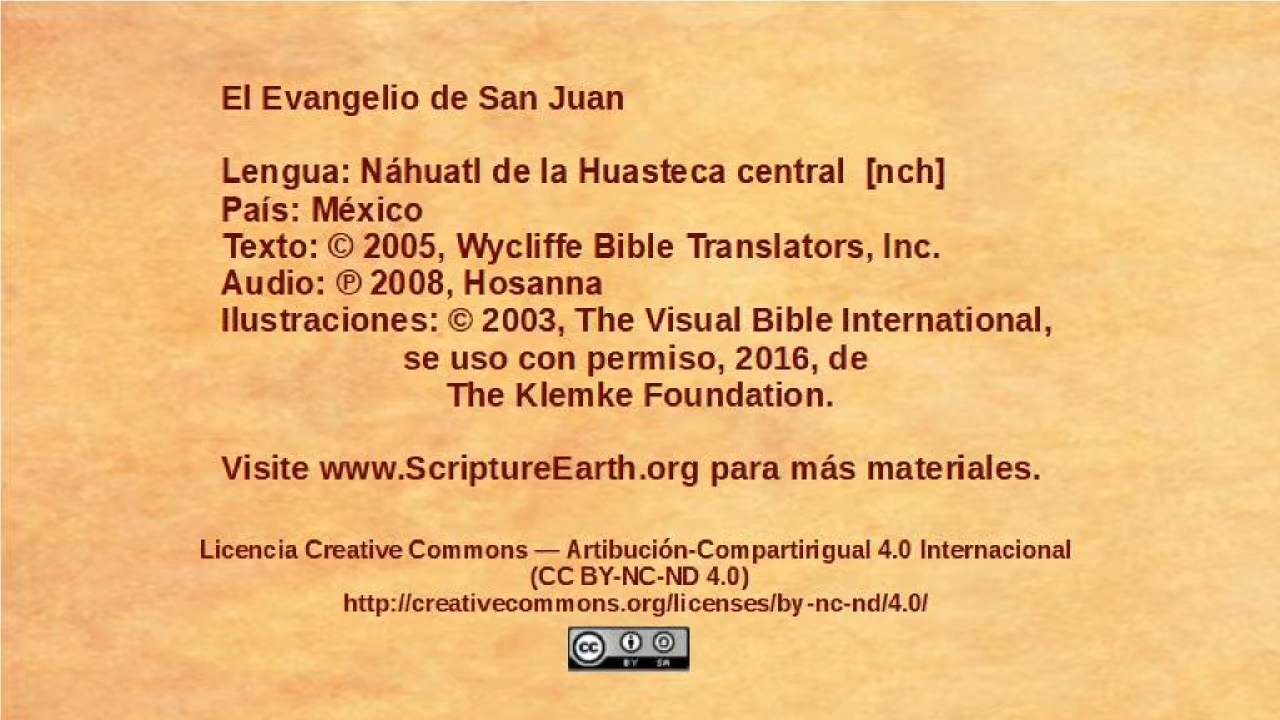 El Evangelio de San Juan
Lengua: Náhuatl de la Huasteca central [nch]
País: México
Texto: © 2005, Wycliffe Bible Translators, Inc.
Audio: ℗ 2008, Hosanna
Ilustraciones: © 2003, The Visual Bible International,
se uso con permiso, 2016, de
The Klemke Foundation.
Visite www.ScriptureEarth.org para más materiales.
Licencia Creative Commons — Artibución-Compartirigual 4.0 Internacional
(CC BY-NC-ND 4.0)
http://creativecommons.org/licenses/by-nc-nd/4.0/
cc
BY SA